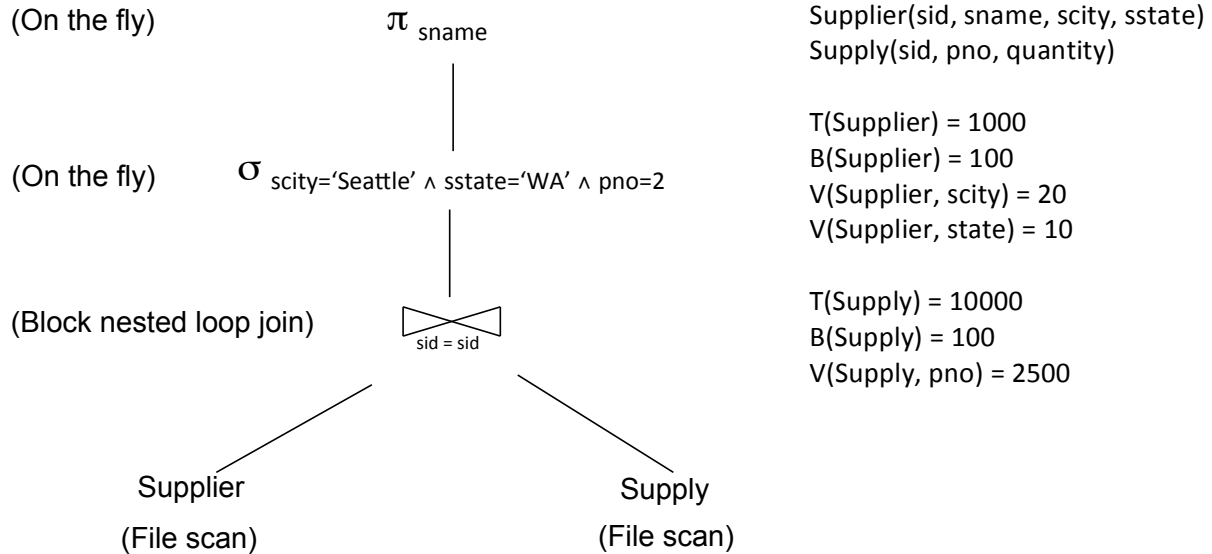 (On the fly)
π sname
(On the fly)
σ scity=‘Seattle’ ∧ sstate=‘WA’ ∧ pno=2
(Block nested loop join)
sid = sid
Supplier
(File scan)
Supply
(File scan)
Supplier(sid, sname, scity, sstate)
Supply(sid, pno, quantity)
T(Supplier) = 1000
B(Supplier) = 100
V(Supplier, scity) = 20
V(Supplier, state) = 10
T(Supply) = 10000
B(Supply) = 100
V(Supply, pno) = 2500